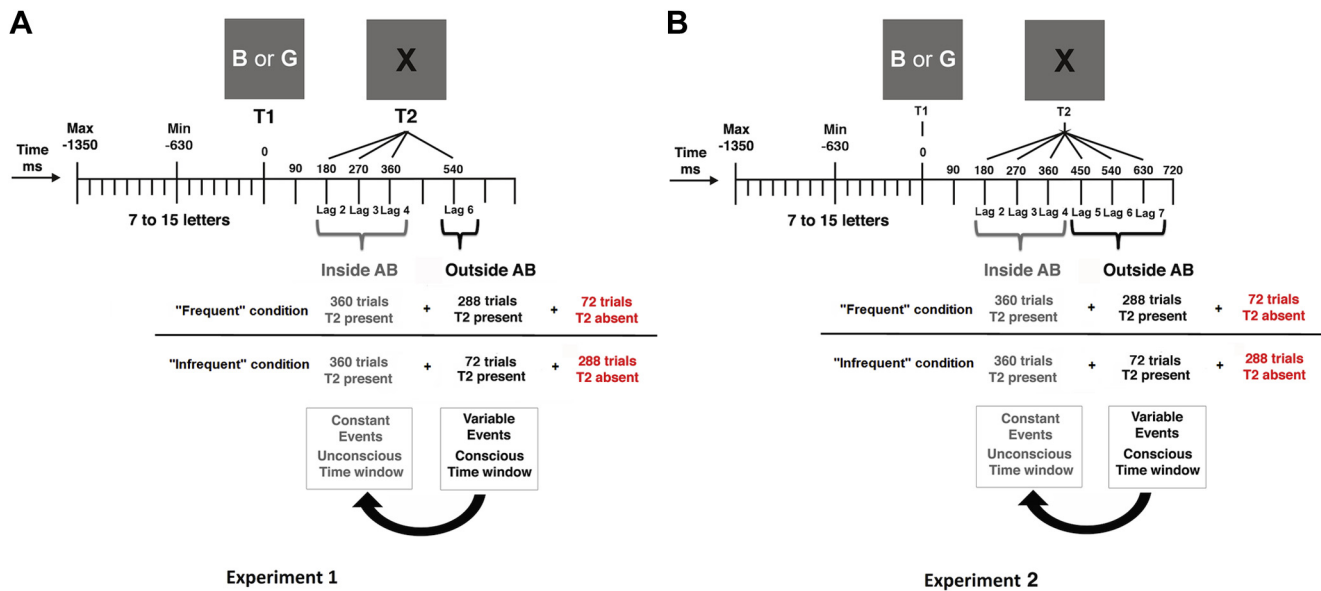 A
B or G
X
T1
T2
Max
-1350
Min
-630
0
Time
ms
90
180
270
360
540
Lag 2
Lag 3
Lag 4
Lag 6
7 to 15 letters
Inside AB
Outside AB
"Frequent" condition
360 trials
T2 present
+
288 trials
T2 present
+
72 trials
T2 absent
"Infrequent" condition
360 trials
T2 present
+
72 trials
T2 present
+
288 trials
T2 absent
Constant
Events
Unconscious
Time window
Variable
Events
Conscious
Time window
Experiment 1
B
B or G
X
T1
T2
Max
-1350
Min
-630
0
Time
ms
90
180
270
360
450
540
630
720
Lag 2
Lag 3
Lag 4
Lag 5
Lag 6
Lag 7
7 to 15 letters
Inside AB
Outside AB
"Frequent" condition
360 trials
T2 present
+
288 trials
T2 present
+
72 trials
T2 absent
"Infrequent" condition
360 trials
T2 present
+
72 trials
T2 present
+
288 trials
T2 absent
Constant
Events
Unconscious
Time window
Variable
Events
Conscious
Time window
Experiment 2